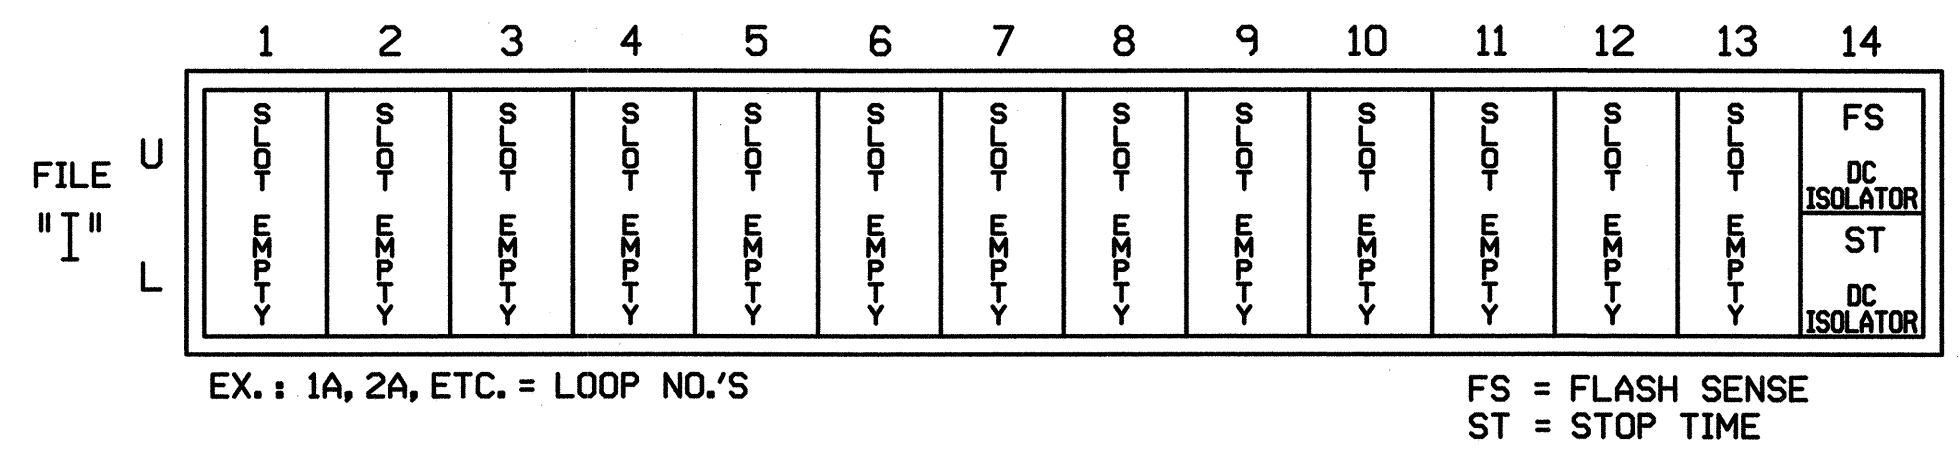 1 2 3 4 5 6 7 8 9 10 11 12 13 14
FILE "I"
U
L
SLOT EMPTY
SLOT EMPTY
SLOT EMPTY
SLOT EMPTY
SLOT EMPTY
SLOT EMPTY
SLOT EMPTY
SLOT EMPTY
SLOT EMPTY
SLOT EMPTY
SLOT EMPTY
SLOT EMPTY
SLOT EMPTY
FS
DC
ISOLATOR
ST
DC
ISOLATOR
EX.: 1A, 2A, ETC. = LOOP NO.'S
FS = FLASH SENSE
ST = STOP TIME